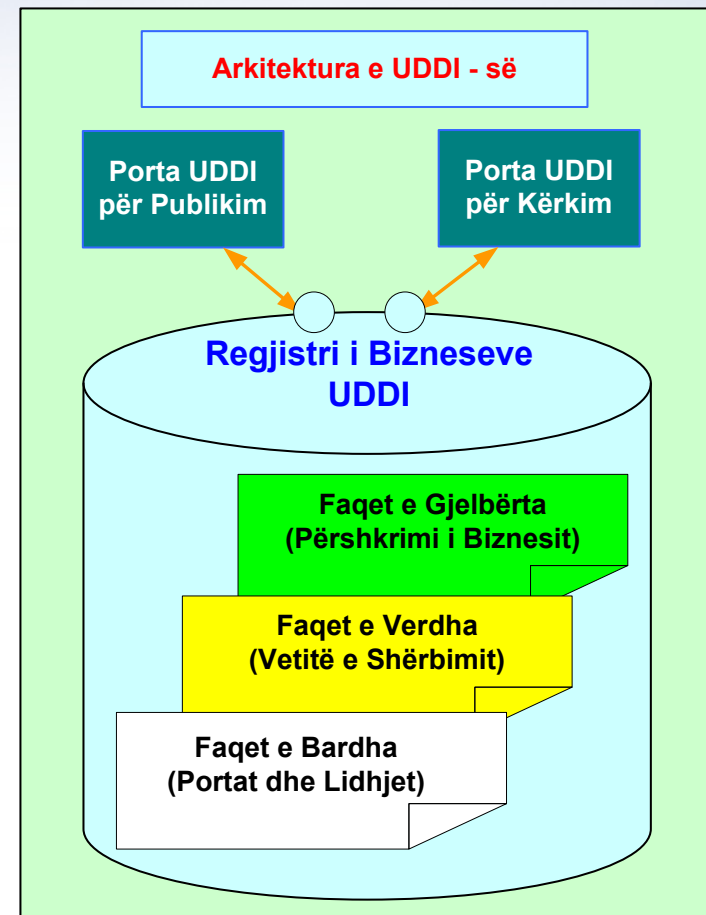 Arkitektura e UDDI - së
Porta UDDI
për Publikim
Porta UDDI
për Kërkim
Regjistri i Bizneseve
UDDI
Faqet e Gjelbërta
(Përshkrimi i Biznesit)
Faqet e Verdha
(Vetitë e Shërbimit)
Faqet e Bardha
(Portat dhe Lidhjet)